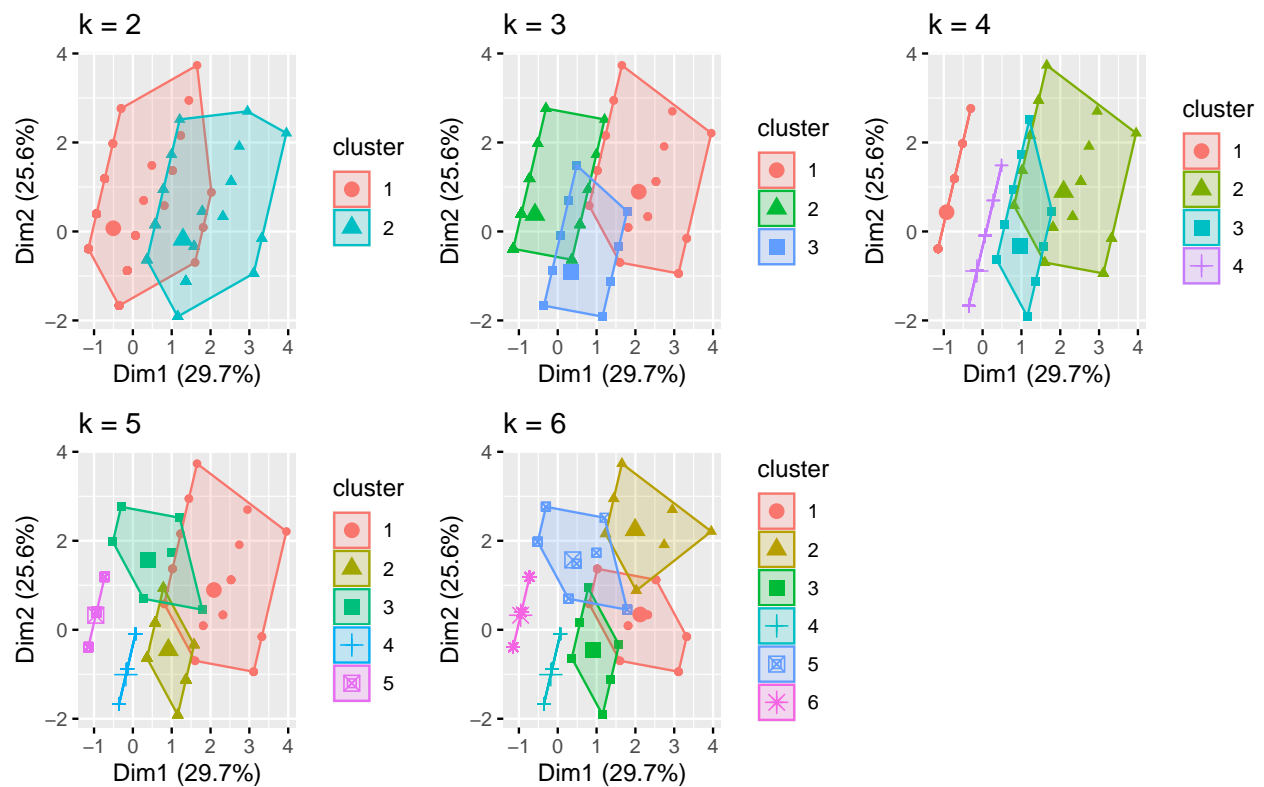 k = 2
4
2
0
−2
−1 0 1 2 3 4
Dim1 (29.7%)
Dim2 (25.6%)
cluster
1
2
k = 3
4
2
0
−2
−1 0 1 2 3 4
Dim1 (29.7%)
Dim2 (25.6%)
cluster
1
2
3
k = 4
4
2
0
−2
−1 0 1 2 3 4
Dim1 (29.7%)
Dim2 (25.6%)
cluster
1
2
3
4
k = 5
4
2
0
−2
−1 0 1 2 3 4
Dim1 (29.7%)
Dim2 (25.6%)
cluster
1
2
3
4
5
k = 6
4
2
0
−2
−1 0 1 2 3 4
Dim1 (29.7%)
Dim2 (25.6%)
cluster
1
2
3
4
5
6